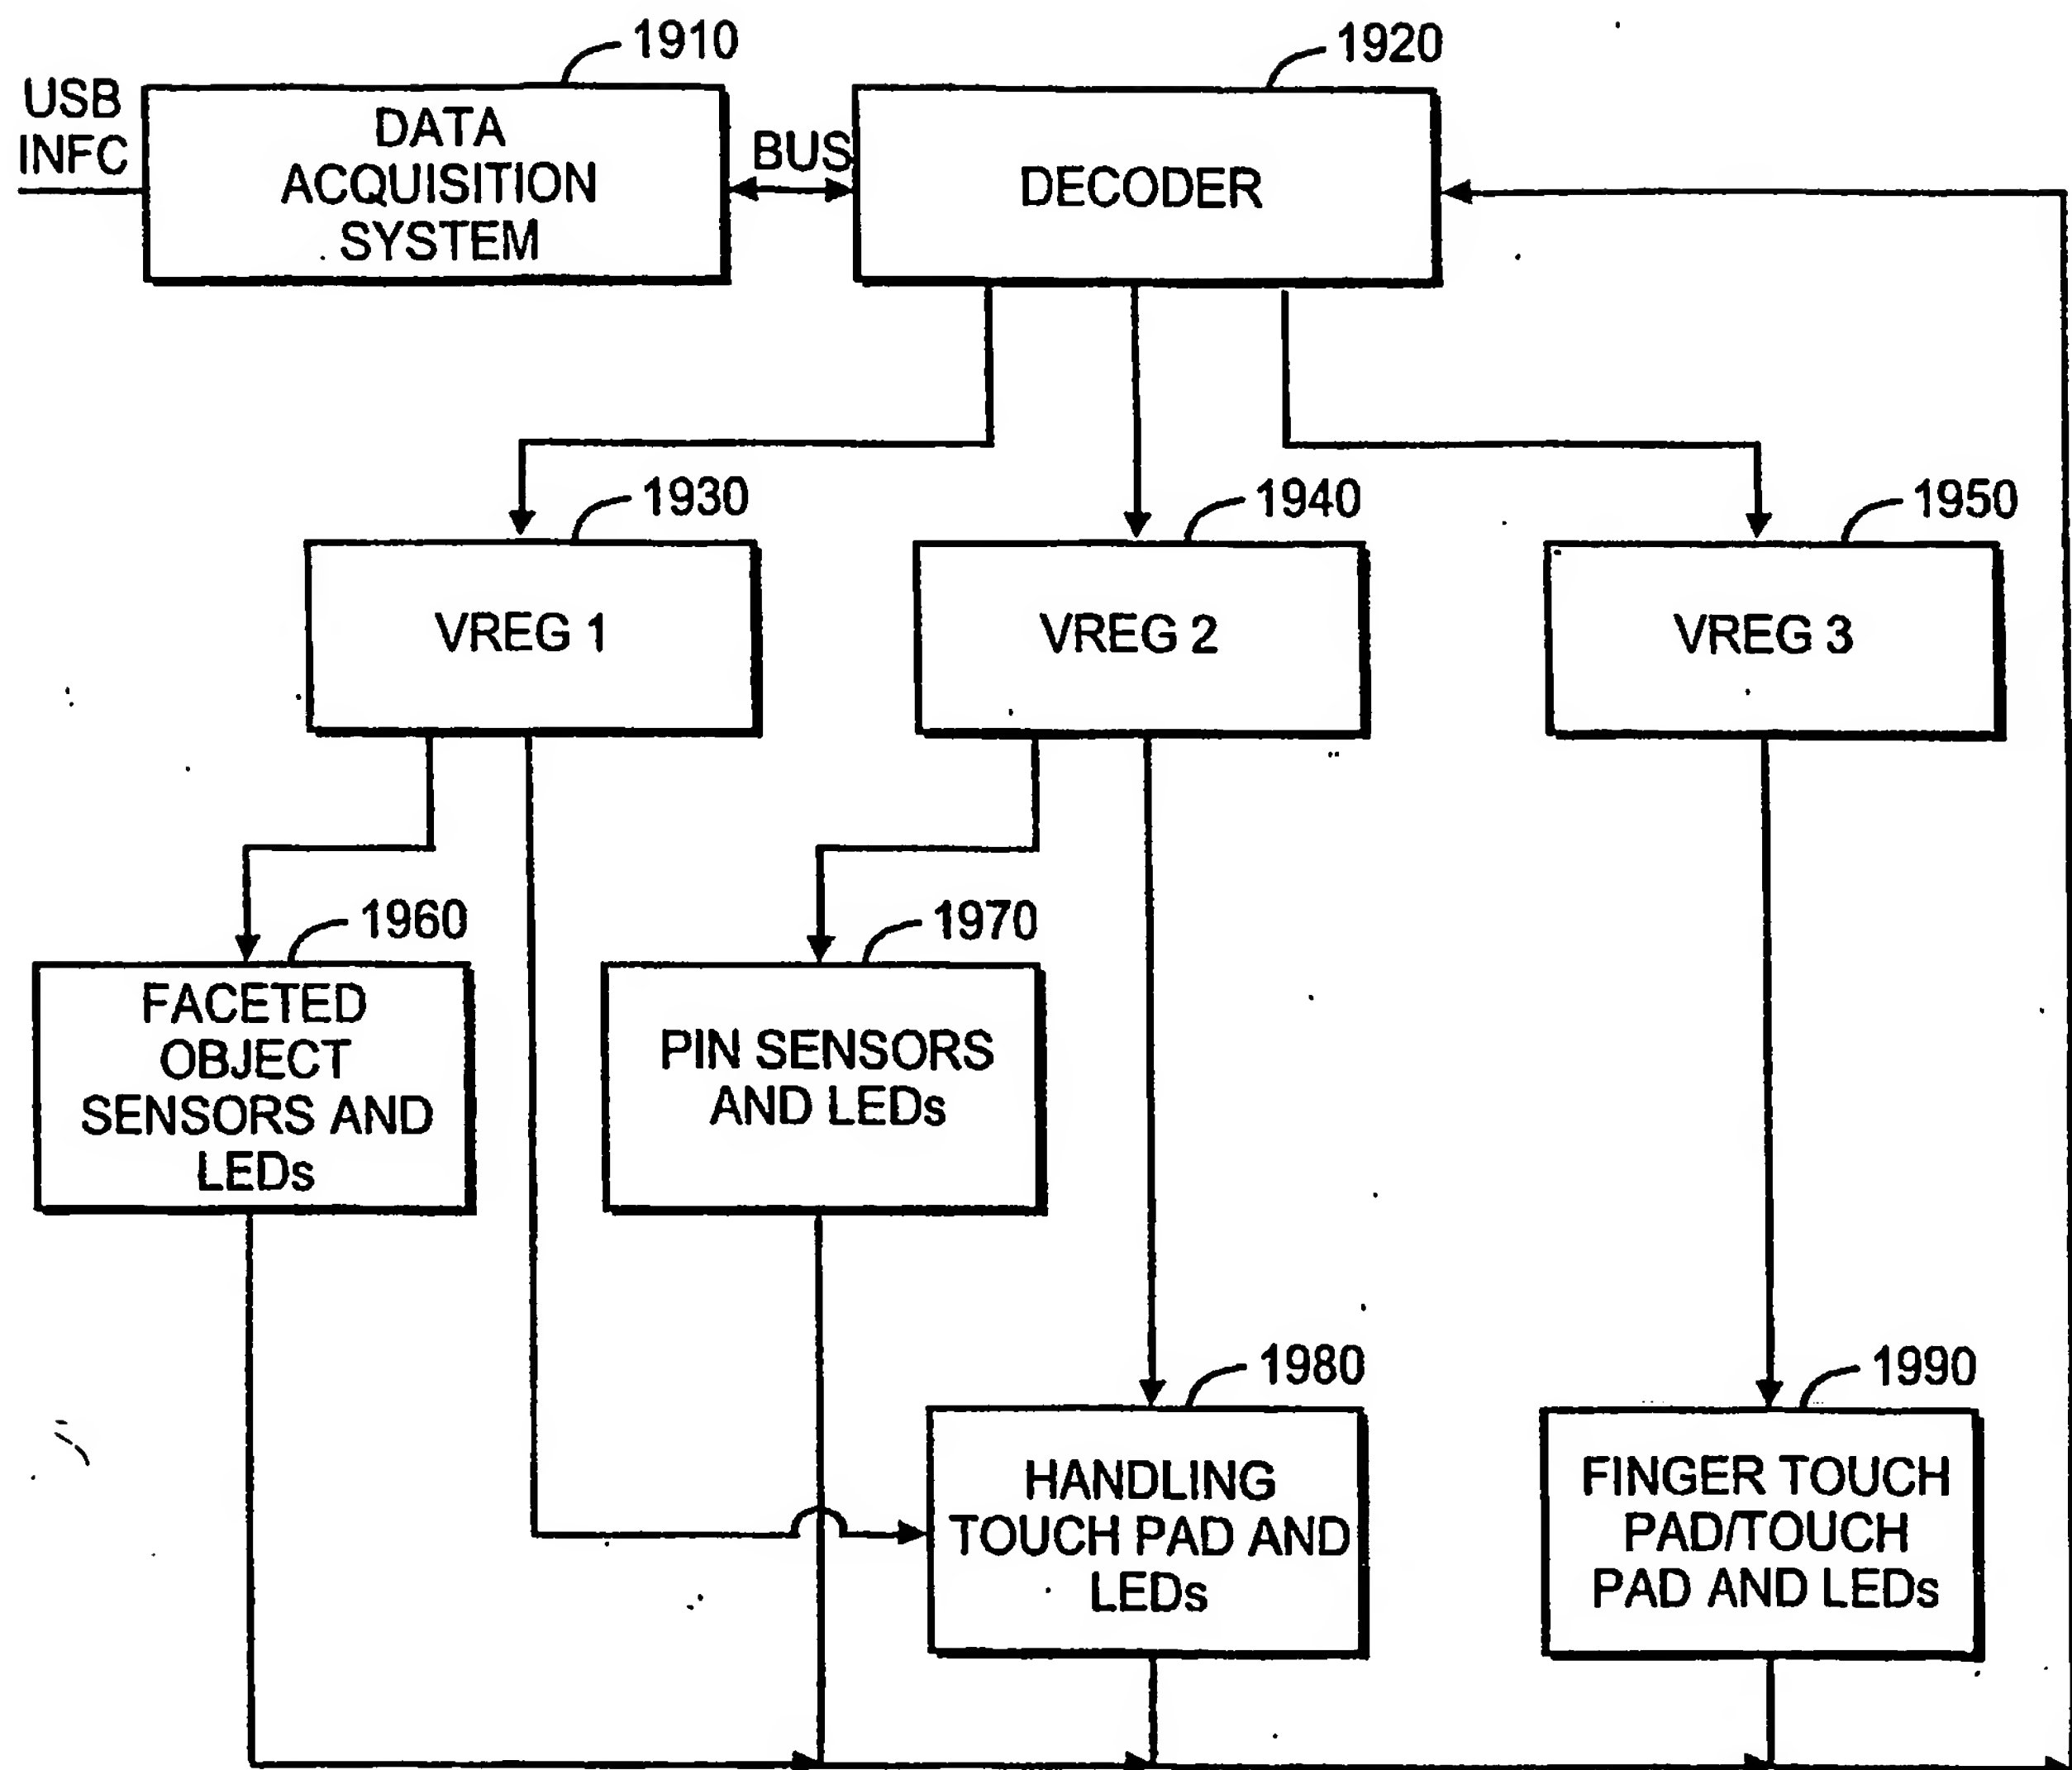 1910
1920
USB
INFC
DATA
ACQUISITION
SYSTEM
BUS
DECODER
1930
1940
1950
VREG 1
VREG 2
VREG 3
1960
1970
FACETED
OBJECT
SENSORS AND
LEDs
PIN SENSORS
AND LEDs
1980
1990
HANDLING
TOUCH PAD AND
LEDs
FINGER TOUCH
PAD/TOUCH
PAD AND LEDs